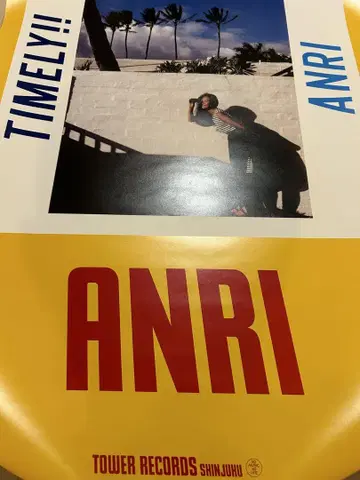 TIMELY!!
ANRI
ANRI
TOWER RECORDS SHINJUKU